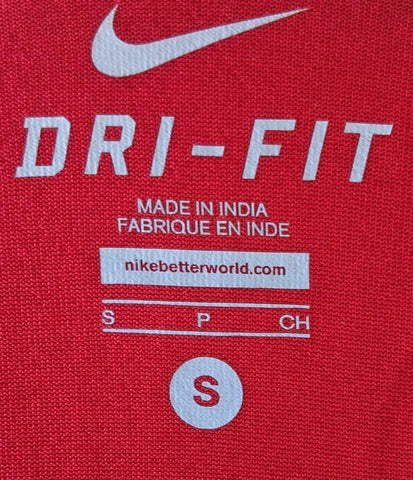 DRI-FIT
MADE IN INDIA
FABRIQUE EN INDE
nikebetterworld.com
S P CH
S